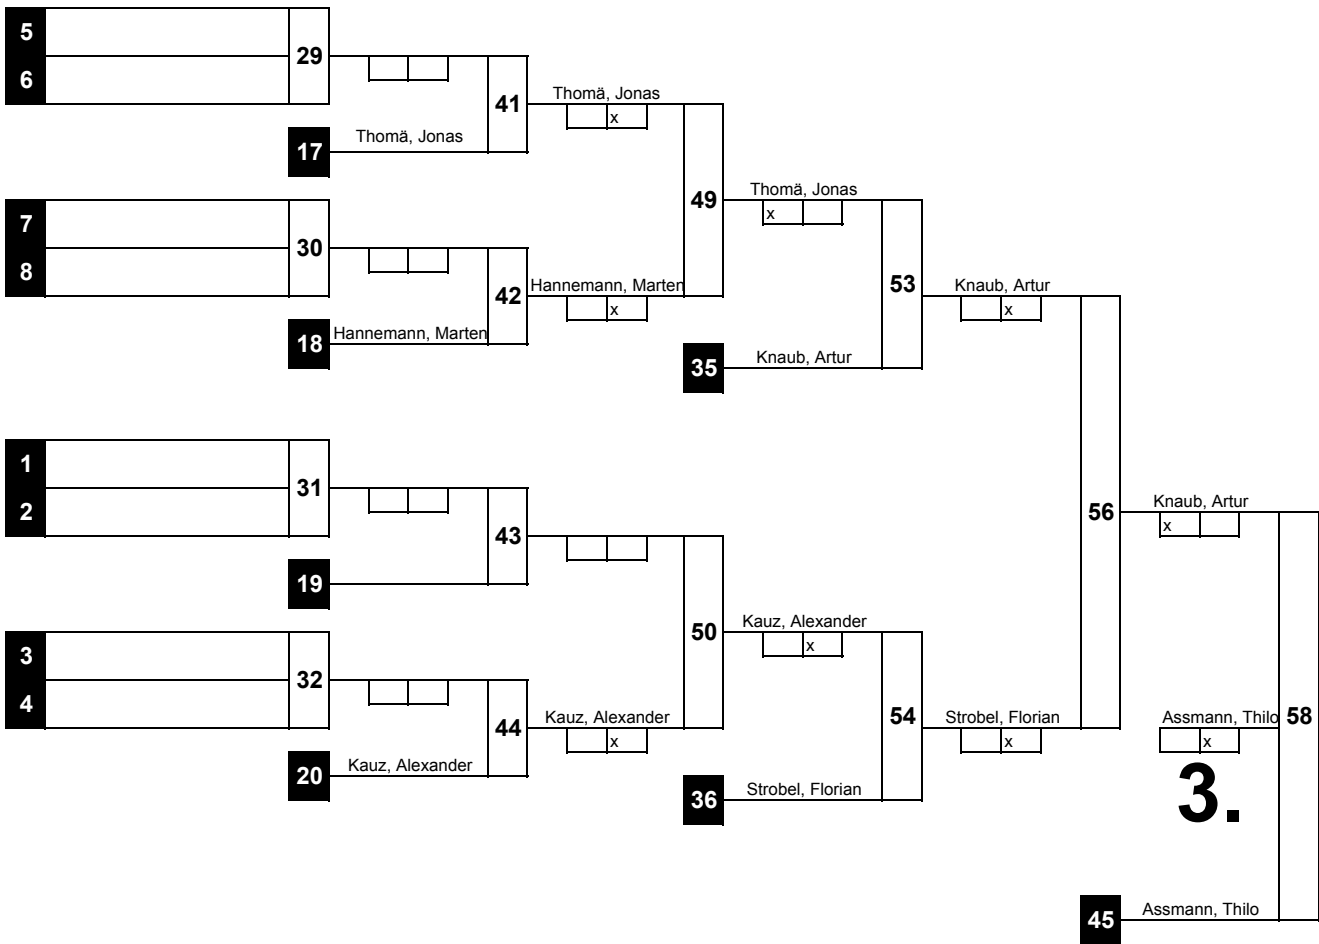 5
29
6
41
Thomä, Jonas
x
17
Thomä, Jonas
7
30
8
49
Thomä, Jonas
x
42
Hannemann, Marten
x
18
Hannemann, Marten
53
Knaub, Artur
x
35
Knaub, Artur
1
31
2
43
19
56
Knaub, Artur
x
3
32
4
50
Kauz, Alexander
x
44
Kauz, Alexander
x
20
Kauz, Alexander
54
Strobel, Florian
x
36
Strobel, Florian
Assmann, Thilo
58
x
3.
45
Assmann, Thilo